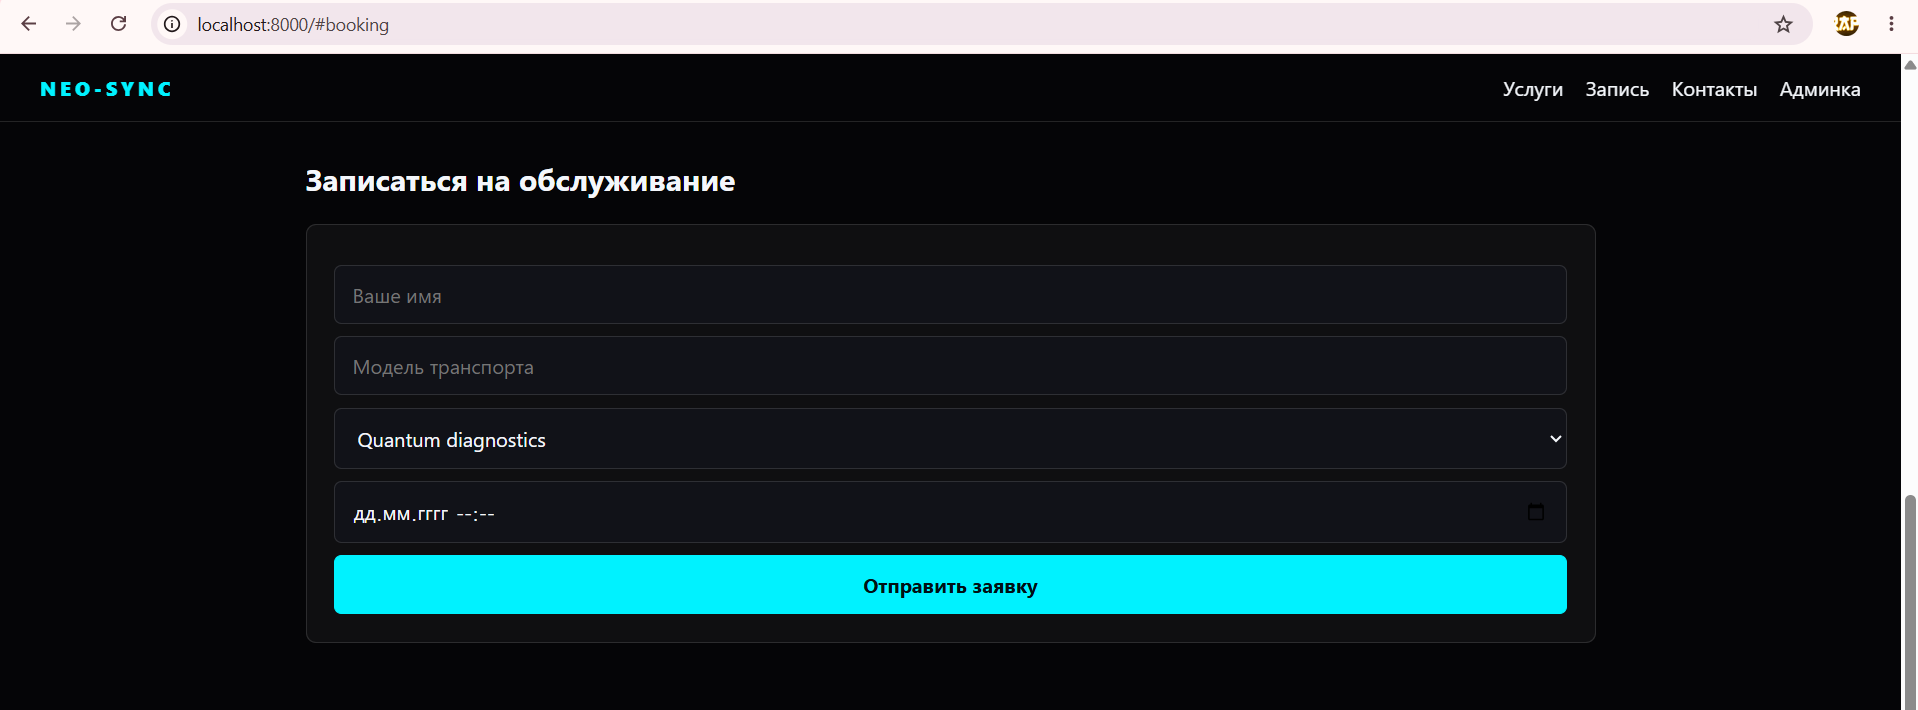 localhost:8000/#booking
NEO-SYNC
Услуги Запись Контакты Админка
Записаться на обслуживание
Ваше имя
Модель транспорта
Quantum diagnostics
дд.мм.гггг --:--
Отправить заявку